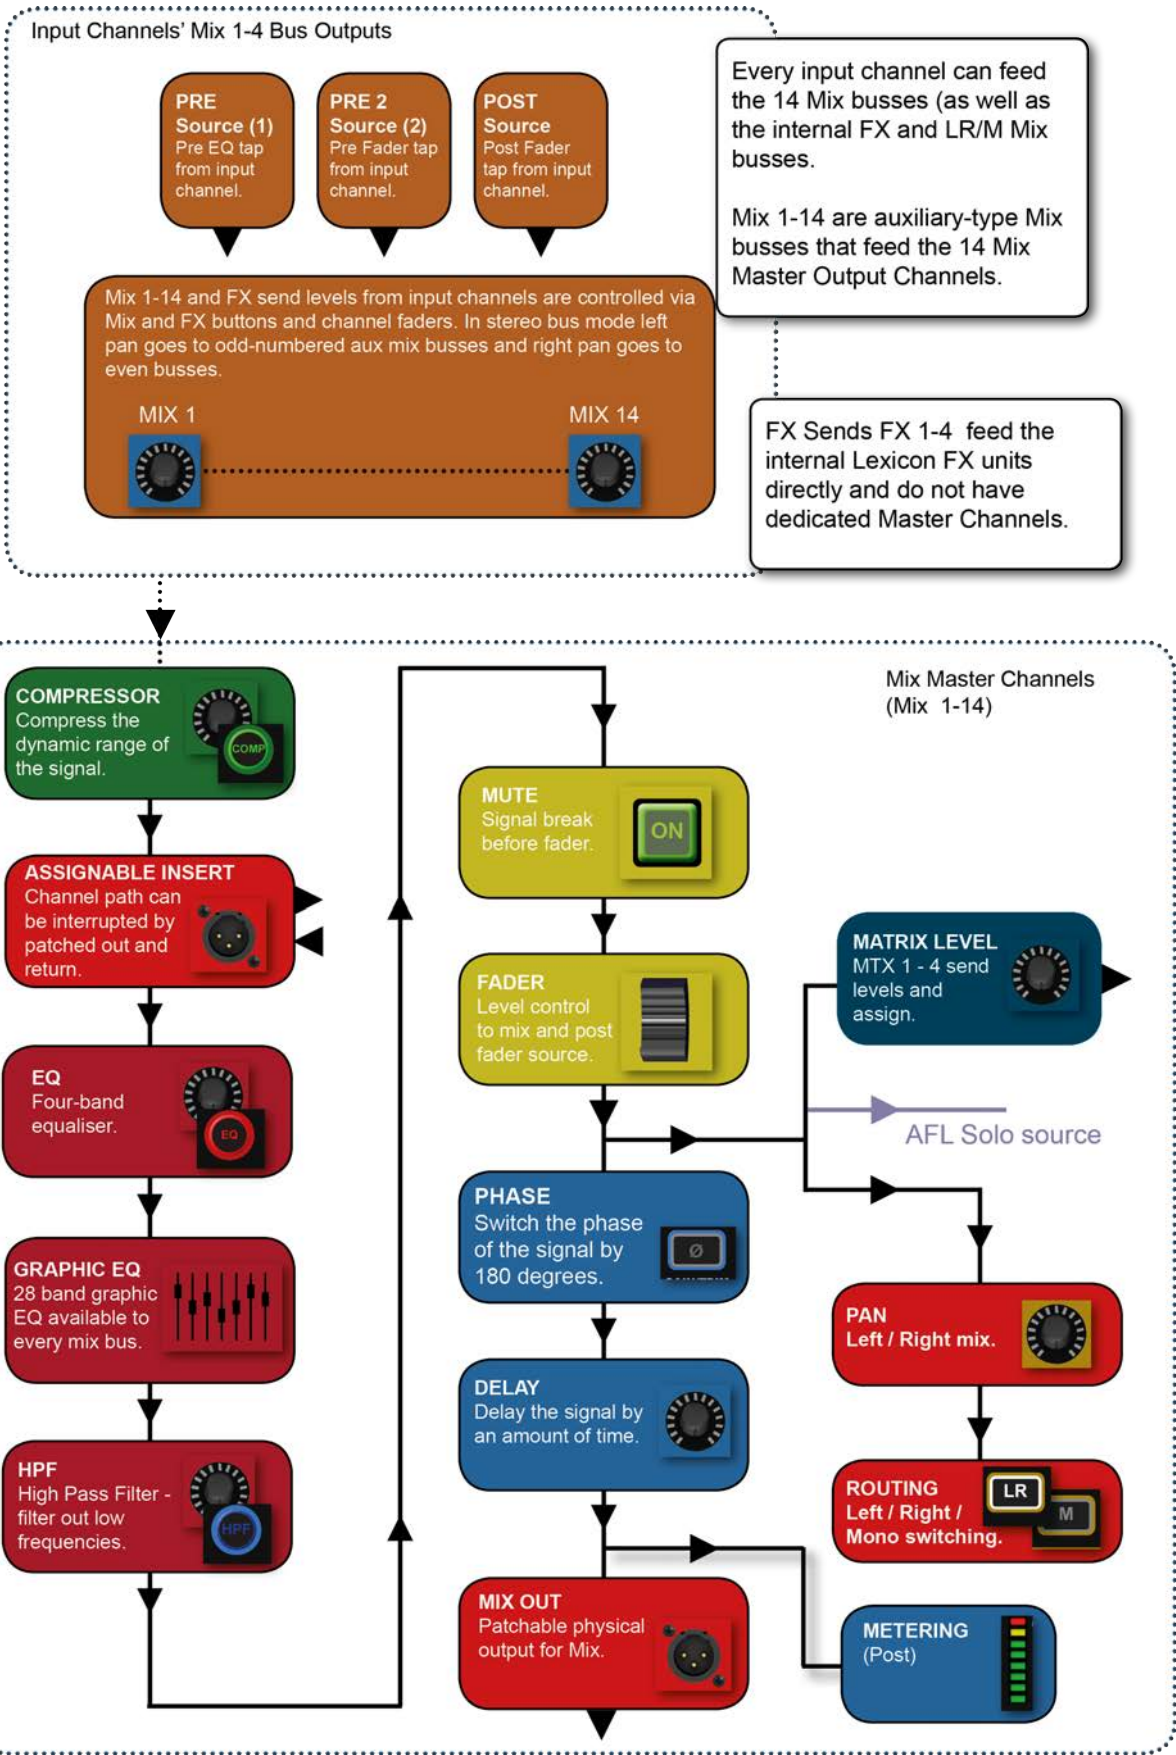 Input Channels’ Mix 1-4 Bus Outputs
PRE
Source (1)
Pre EQ tap
from input
channel.
PRE 2
Source (2)
Pre Fader tap
from input
channel.
POST
Source
Post Fader
tap from input
channel.
Every input channel can feed
the 14 Mix busses (as well as
the internal FX and LR/M Mix
busses.
Mix 1-14 are auxiliary-type Mix
busses that feed the 14 Mix
Master Output Channels.
Mix 1-14 and FX send levels from input channels are controlled via
Mix and FX buttons and channel faders. In stereo bus mode left
pan goes to odd-numbered aux mix busses and right pan goes to
even busses.
MIX 1
MIX 14
FX Sends FX 1-4 feed the
internal Lexicon FX units
directly and do not have
dedicated Master Channels.
Mix Master Channels
(Mix 1-14)
COMPRESSOR
Compress the
dynamic range of
the signal.
COMP
ASSIGNABLE INSERT
Channel path can
be interrupted by
patched out and
return.
EQ
Four-band
equaliser.
EQ
GRAPHIC EQ
28 band graphic
EQ available to
every mix bus.
HPF
High Pass Filter -
filter out low
frequencies.
HPF
MUTE
Signal break
before fader.
ON
FADER
Level control
to mix and post
fader source.
MATRIX LEVEL
MTX 1 - 4 send
levels and
assign.
AFL Solo source
PHASE
Switch the phase
of the signal by
180 degrees.
Ø
DELAY
Delay the signal by
an amount of time.
PAN
Left / Right mix.
ROUTING
Left / Right /
Mono switching.
LR
M
MIX OUT
Patchable physical
output for Mix.
METERING
(Post)